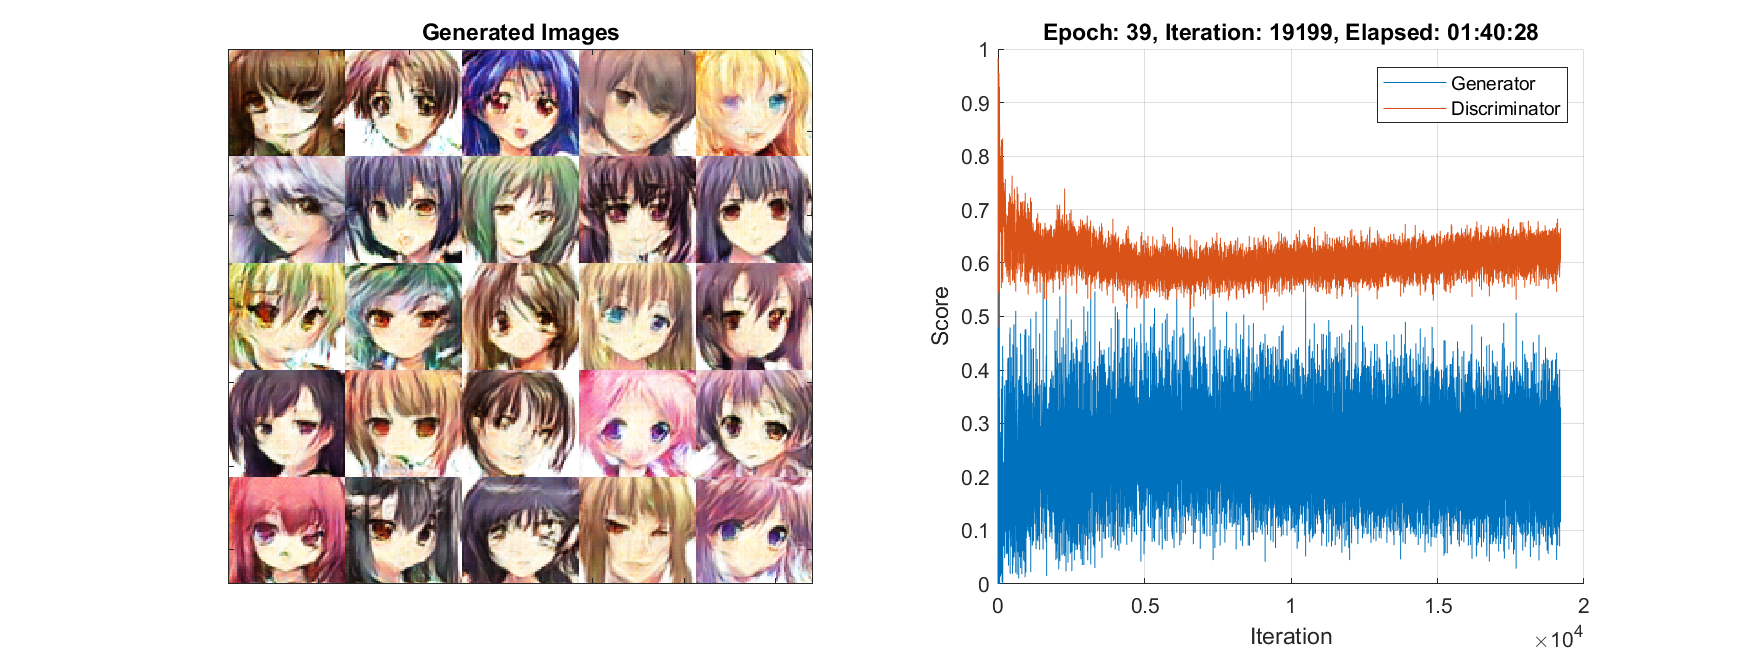 Generated Images
Epoch: 39, Iteration: 19199, Elapsed: 01:40:28
Generator
Discriminator
1
0.9
0.8
0.7
0.6
0.5
0.4
0.3
0.2
0.1
0
Score
0
0.5
1
1.5
2
Iteration
×10^4